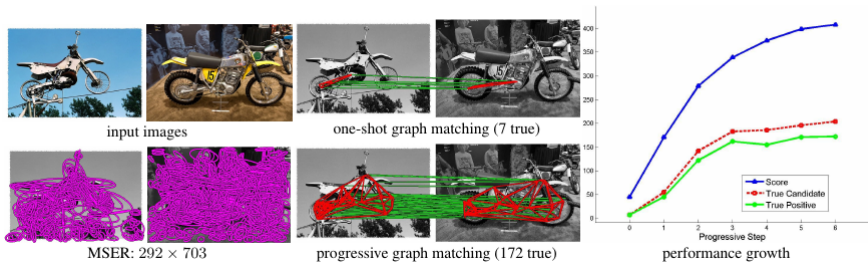 input images
one-shot graph matching (7 true)
MSER: 292 × 703
progressive graph matching (172 true)
400
350
300
250
200
150
100
50
0
0 1 2 3 4 5 6
Progressive Step
Score
True Candidate
True Positive
performance growth
15
15